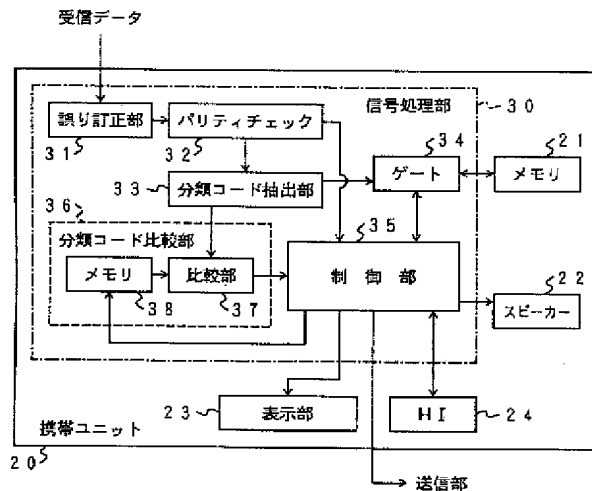 受信データ
信号処理部
30
誤り訂正部
パリティチェック
31
32
34
21
33
分類コード抽出部
ゲート
メモリ
36
35
分類コード比較部
メモリ
比較部
制御部
22
38
37
スピーカー
23
表示部
HI
24
携帯ユニット
20
送信部